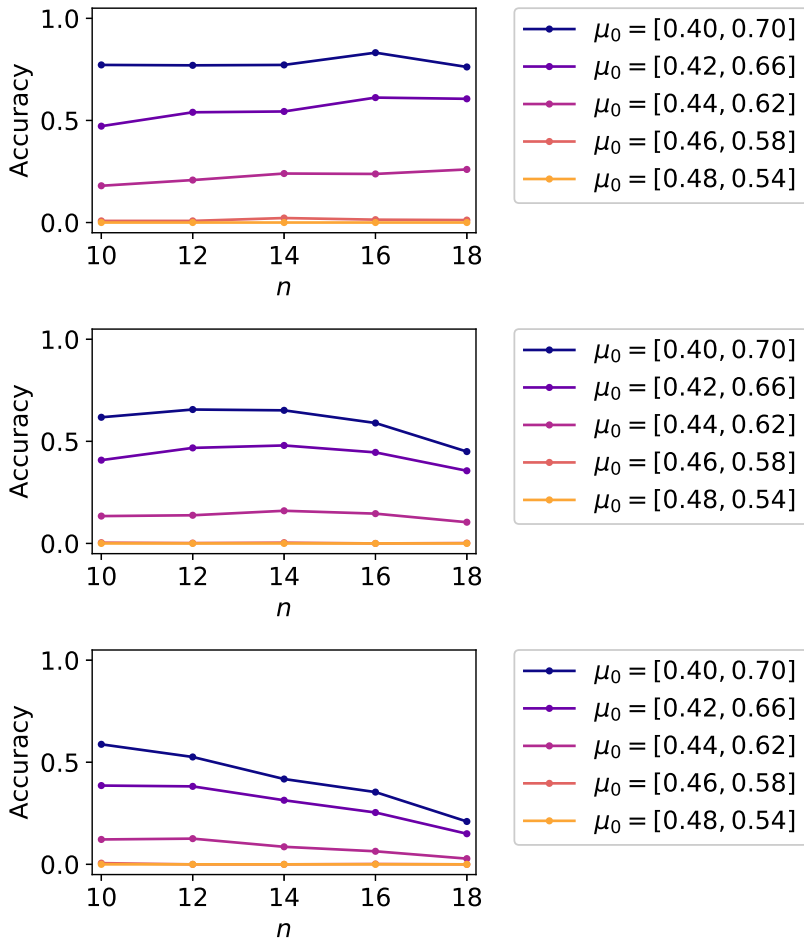 1.0
0.5
0.0
Accuracy
10 12 14 16 18
n
μ₀ = [0.40, 0.70]
μ₀ = [0.42, 0.66]
μ₀ = [0.44, 0.62]
μ₀ = [0.46, 0.58]
μ₀ = [0.48, 0.54]
1.0
0.5
0.0
Accuracy
10 12 14 16 18
n
μ₀ = [0.40, 0.70]
μ₀ = [0.42, 0.66]
μ₀ = [0.44, 0.62]
μ₀ = [0.46, 0.58]
μ₀ = [0.48, 0.54]
1.0
0.5
0.0
Accuracy
10 12 14 16 18
n
μ₀ = [0.40, 0.70]
μ₀ = [0.42, 0.66]
μ₀ = [0.44, 0.62]
μ₀ = [0.46, 0.58]
μ₀ = [0.48, 0.54]